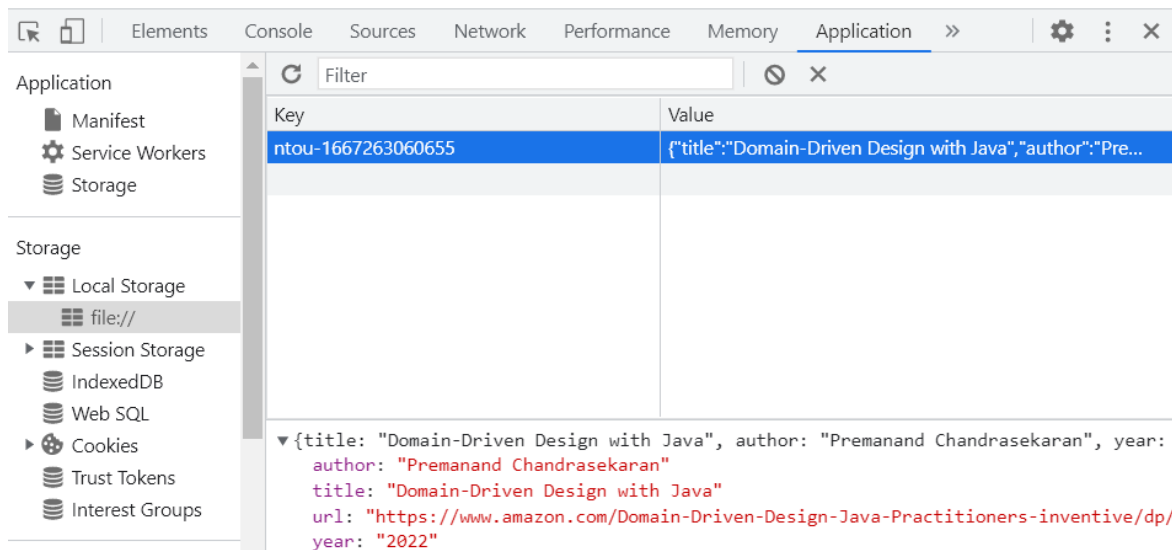 Elements Console Sources Network Performance Memory Application »
Application
Manifest
Service Workers
Storage
Storage
Local Storage
file://
Session Storage
IndexedDB
Web SQL
Cookies
Trust Tokens
Interest Groups
Filter
Key Value
ntou-1667263060655 {"title":"Domain-Driven Design with Java","author":"Pre...
{title: "Domain-Driven Design with Java", author: "Premanand Chandrasekaran", year:
author: "Premanand Chandrasekaran"
title: "Domain-Driven Design with Java"
url: "https://www.amazon.com/Domain-Driven-Design-Java-Practitioners-inventive/dp/
year: "2022"